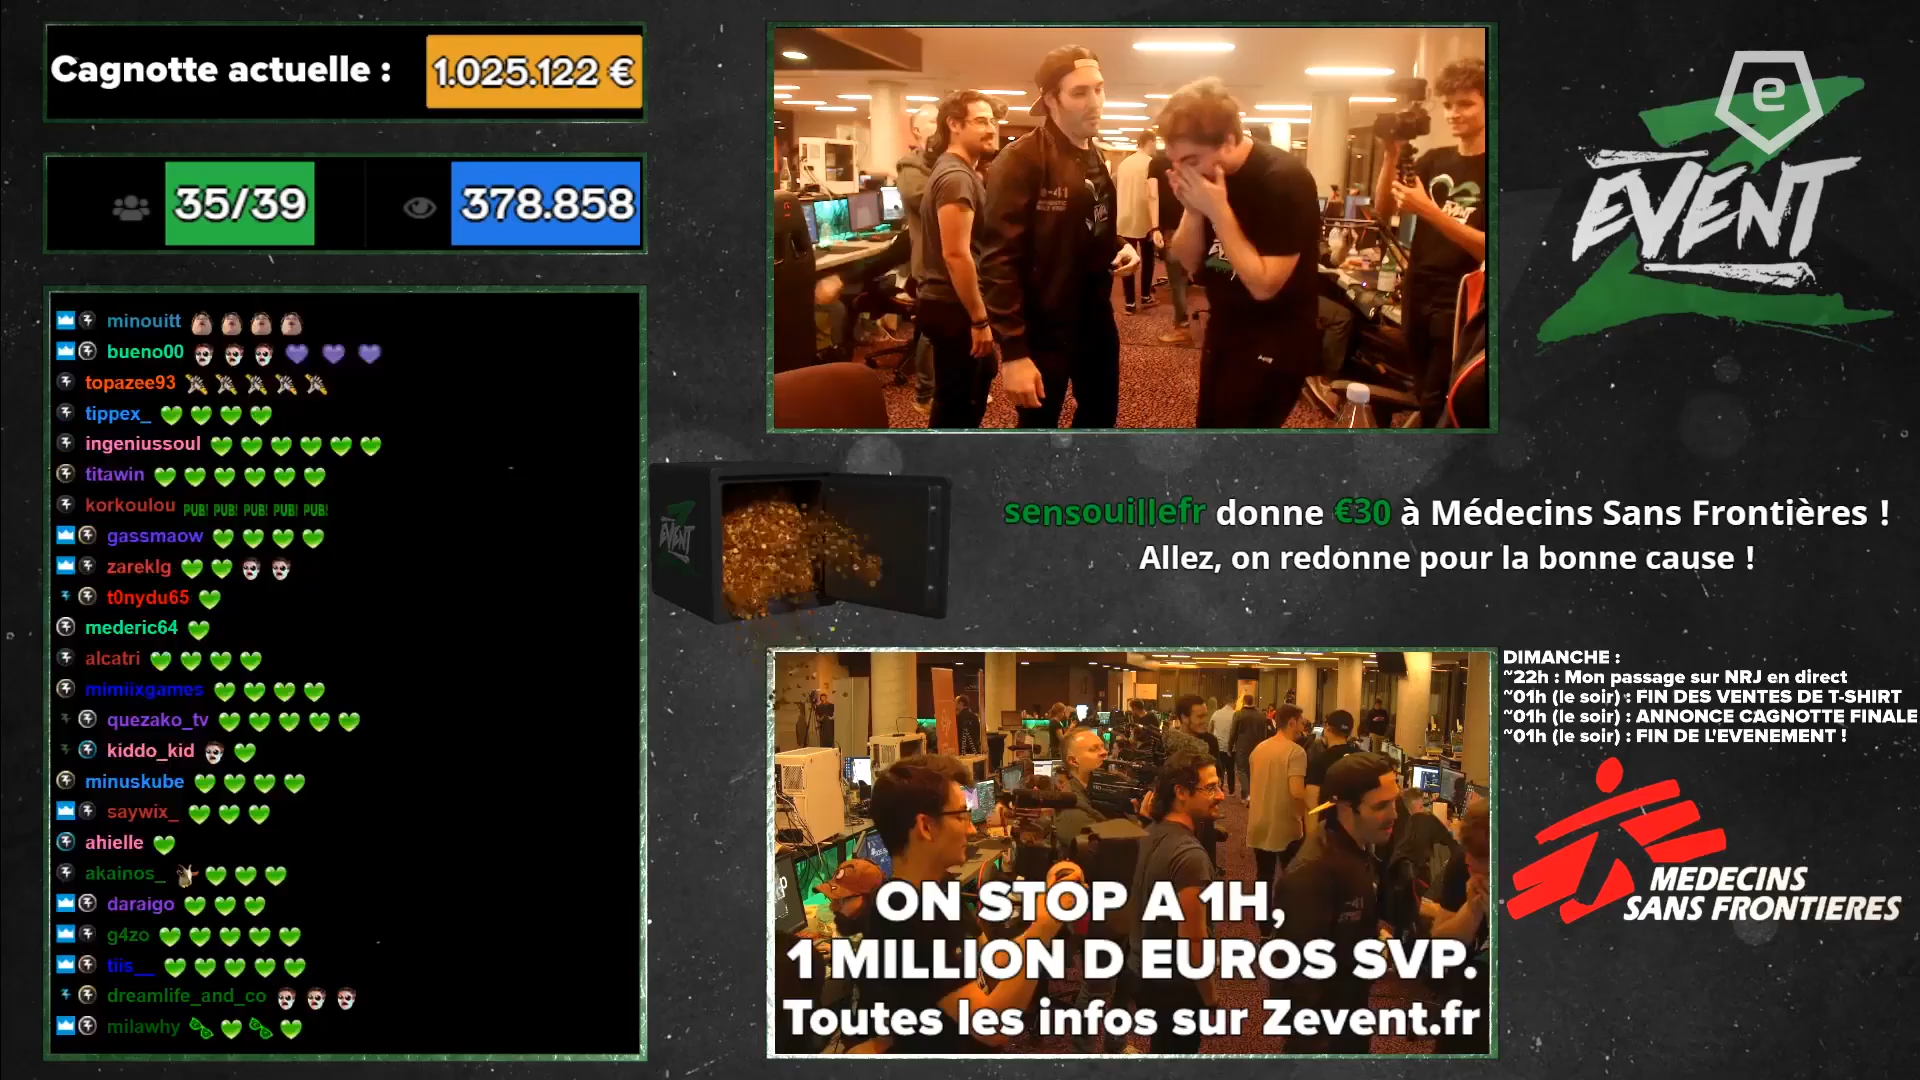 Cagnotte actuelle :
1.025.122 €
35/39
378.858
minouitt
bueno00
topazee93
tippex_
ingeniussoul
titawin
korkoulou PUB! PUB! PUB! PUB! PUB!
gassmaow
zareklg
t0nydu65
mederic64
alcatri
mimiixgames
quezako_tv
kiddo_kid
minuskube
saywix_
ahielle
akainos_
daraigo
g4zo
tiis__
dreamlife_and_co
milawhy
e
Z
EVENT
EVENT
sensouillefr donne €30 à Médecins Sans Frontières !
Allez, on redonne pour la bonne cause !
DIMANCHE :
~22h : Mon passage sur NRJ en direct
~01h (le soir) : FIN DES VENTES DE T-SHIRT
~01h (le soir) : ANNONCE CAGNOTTE FINALE
~01h (le soir) : FIN DE L'EVENEMENT !
MEDECINS
SANS FRONTIERES
ON STOP A 1H,
1 MILLION D EUROS SVP.
Toutes les infos sur Zevent.fr